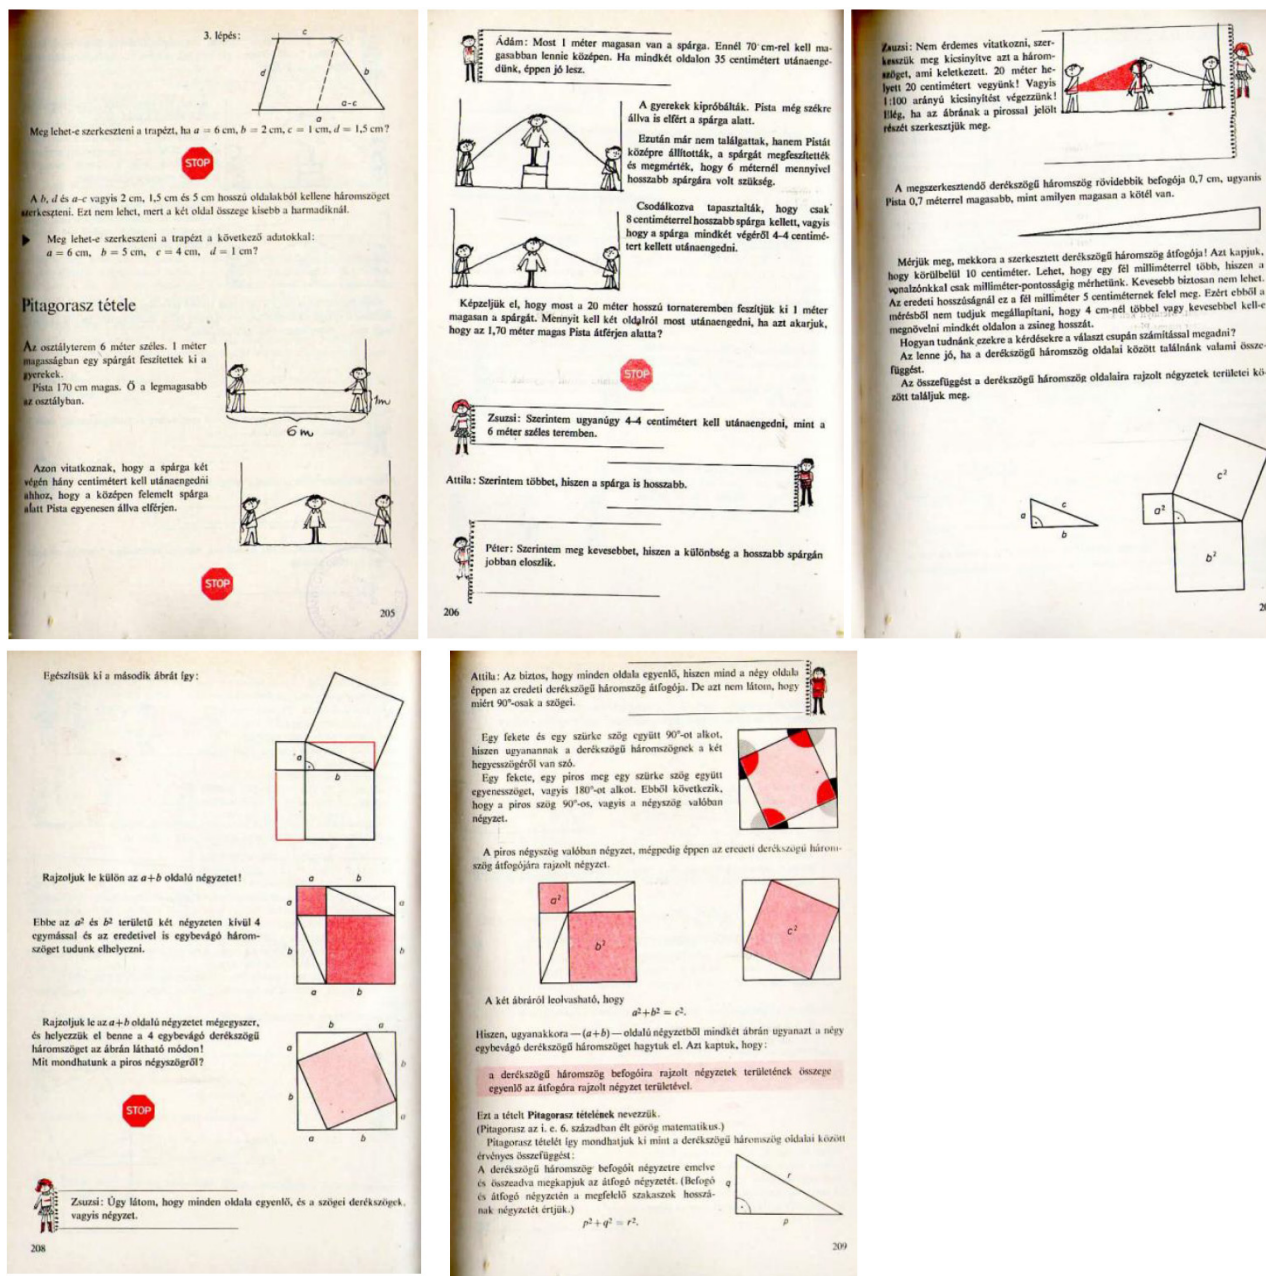 3. lépés:
c
d
b
a-c
a
Meg lehet-e szerkeszteni a trapézt, ha a = 6 cm, b = 2 cm, c = 1 cm, d = 1,5 cm?
STOP
A b, d és a-c vagyis 2 cm, 1,5 cm és 5 cm hosszú oldalakból kellene háromszöget
szerkeszteni. Ezt nem lehet, mert a két oldal összege kisebb a harmadiknál.
Meg lehet-e szerkeszteni a trapézt a következő adatokkal:
a = 6 cm, b = 5 cm, c = 4 cm, d = 1 cm?
Pitagorasz tétele
Az osztályterem 6 méter széles. 1 méter
magasságban egy spárgát feszítettek ki a
gyerekek.
Pista 170 cm magas. Ő a legmagasabb
az osztályban.
1m
6 m
Azon vitatkoznak, hogy a spárga két
végén hány centimétert kell utánaengedni
ahhoz, hogy a középen felemelt spárga
alatt Pista egyenesen állva elférjen.
STOP
205
Ádám: Most 1 méter magasan van a spárga. Ennél 70 cm-rel kell ma-
gasabban lennie középen. Ha mindkét oldalon 35 centimétert utánaenge-
dünk, éppen jó lesz.
A gyerekek kipróbálták. Pista még székre
állva is elfért a spárga alatt.
Ezután már nem találgattak, hanem Pistát
középre állították, a spárgát megfeszítették
és megmérték, hogy 6 méternél mennyivel
hosszabb spárgára volt szükség.
Csodálkozva tapasztalták, hogy csak
8 centiméterrel hosszabb spárga kellett, vagyis
hogy a spárga mindkét végéről 4-4 centimé-
tert kellett utánaengedni.
Képzeljük el, hogy most a 20 méter hosszú tornateremben feszítjük ki 1 méter
magasan a spárgát. Mennyit kell két oldalról most utánaengedni, ha azt akarjuk,
hogy az 1,70 méter magas Pista átférjen alatta?
STOP
Zsuzsi: Szerintem ugyanúgy 4-4 centimétert kell utánaengedni, mint a
6 méter széles teremben.
Attila: Szerintem többet, hiszen a spárga is hosszabb.
Péter: Szerintem meg kevesebbet, hiszen a különbség a hosszabb spárgán
jobban eloszlik.
206
Zsuzsi: Nem érdemes vitatkozni, szer-
kesszük meg kicsinyítve azt a három-
szöget, ami keletkezett. 20 méter he-
lyett 20 centimétert vegyünk! Vagyis
1:100 arányú kicsinyítést végezzünk!
Elég, ha az ábrának a pirossal jelölt
részét szerkesztjük meg.
A megszerkesztendő derékszögű háromszög rövidebbik befogója 0,7 cm, ugyanis
Pista 0,7 méterrel magasabb, mint amilyen magasan a kötél van.
Mérjük meg, mekkora a szerkesztett derékszögű háromszög átfogója! Azt kapjuk,
hogy körülbelül 10 centiméter. Lehet, hogy egy fél milliméterrel több, hiszen a
vonalzónkkal csak milliméter-pontosságig mérhetünk. Kevesebb biztosan nem lehet.
Az eredeti hosszúságnál ez a fél milliméter 5 centiméternek felel meg. Ezért ebből a
mérésből nem tudjuk megállapítani, hogy 4 cm-nél többel vagy kevesebbel kell-e
megnövelni mindkét oldalon a zsineg hosszát.
Hogyan tudnánk ezekre a kérdésekre a választ csupán számítással megadni?
Az lenne jó, ha a derékszögű háromszög oldalai között találnánk valami össze-
függést.
Az összefüggést a derékszögű háromszög oldalaira rajzolt négyzetek területei kö-
zött találjuk meg.
a
c
b
a²
c²
b²
Egészítsük ki a második ábrát így:
a
b
Rajzoljuk le külön az a+b oldalú négyzetet!
Ebbe az a² és b² területű két négyzeten kívül 4
egymással és az eredetivel is egybevágó három-
szöget tudunk elhelyezni.
a b
a a
b b
a b
Rajzoljuk le az a+b oldalú négyzetet mégegyszer,
és helyezzük el benne a 4 egybevágó derékszögű
háromszöget az ábrán látható módon!
Mit mondhatunk a piros négyszögről?
b a
a b
b a
a b
STOP
Zsuzsi: Úgy látom, hogy minden oldala egyenlő, és a szögei derékszögek,
vagyis négyzet.
208
Attila: Az biztos, hogy minden oldala egyenlő, hiszen mind a négy oldala
éppen az eredeti derékszögű háromszög átfogója. De azt nem látom, hogy
miért 90°-osak a szögei.
Egy fekete és egy szürke szög együtt 90°-ot alkot,
hiszen ugyanannak a derékszögű háromszögnek a két
hegyesszögéről van szó.
Egy fekete, egy piros meg egy szürke szög együtt
egyenesszöget, vagyis 180°-ot alkot. Ebből következik,
hogy a piros szög 90°-os, vagyis a négyszög valóban
négyzet.
A piros négyszög valóban négyzet, mégpedig éppen az eredeti derékszögű három-
szög átfogójára rajzolt négyzet.
a²
b²
c²
A két ábráról leolvasható, hogy
a²+b² = c².
Hiszen, ugyanakkora — (a+b) — oldalú négyzetből mindkét ábrán ugyanazt a négy
egybevágó derékszögű háromszöget hagytuk el. Azt kaptuk, hogy:
a derékszögű háromszög befogóira rajzolt négyzetek területének összege
egyenlő az átfogóra rajzolt négyzet területével.
Ezt a tételt Pitagorasz tételének nevezzük.
(Pitagorasz az i. e. 6. században élt görög matematikus.)
Pitagorasz tételét így mondhatjuk ki mint a derékszögű háromszög oldalai között
érvényes összefüggést:
A derékszögű háromszög befogóit négyzetre emelve
és összeadva megkapjuk az átfogó négyzetét. (Befogó
és átfogó négyzetén a megfelelő szakaszok hosszá-
nak négyzetét értjük.)
p²+q² = r².
q
r
p
209